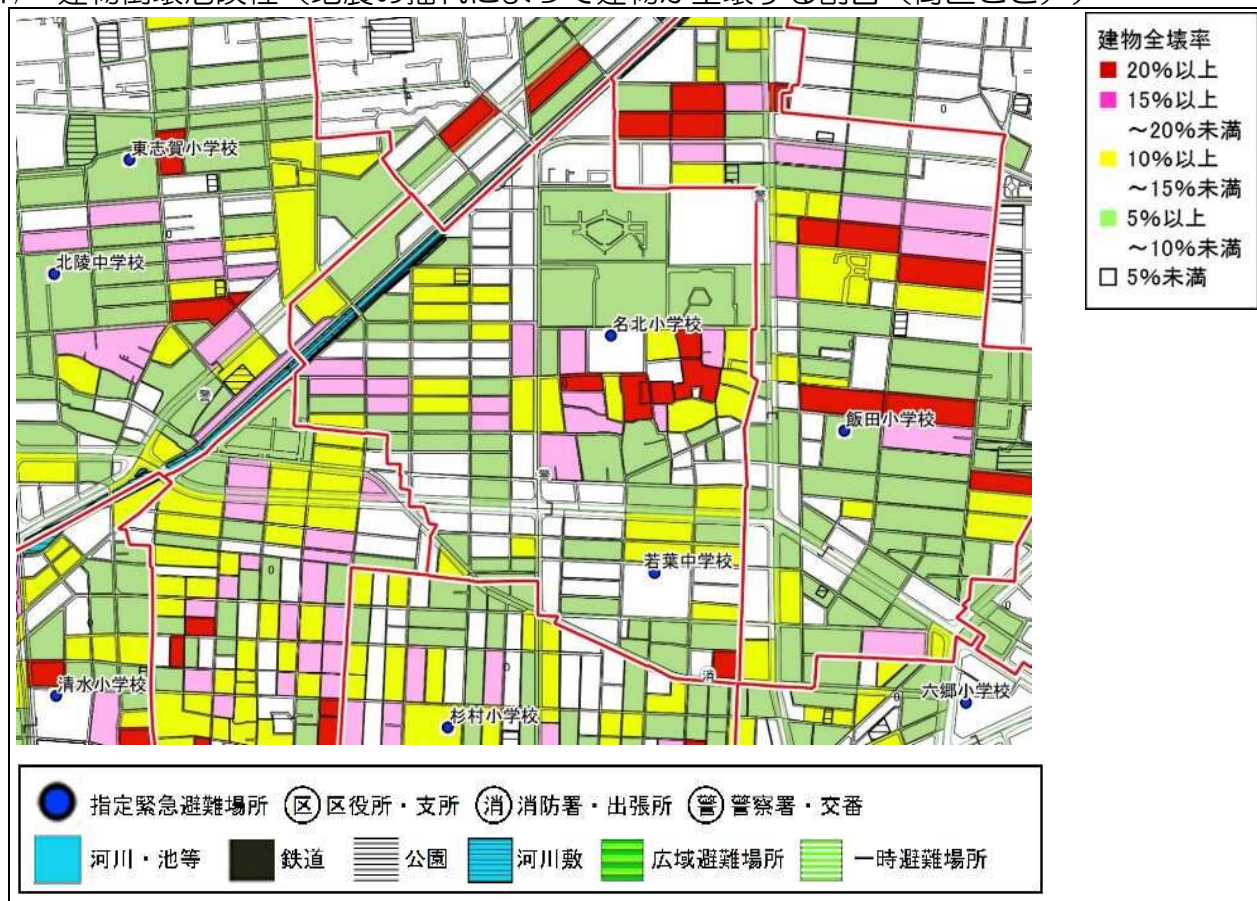 建物全壊率
20%以上
15%以上
～20%未満
10%以上
～15%未満
5%以上
～10%未満
5%未満
東志賀小学校
北陵中学校
警
名北小学校
警
飯田小学校
警
若葉中学校
清水小学校
消
六郷小学校
杉村小学校
指定緊急避難場所 区 区役所・支所 消 消防署・出張所 警 警察署・交番
河川・池等 鉄道 公園 河川敷 広域避難場所 一時避難場所